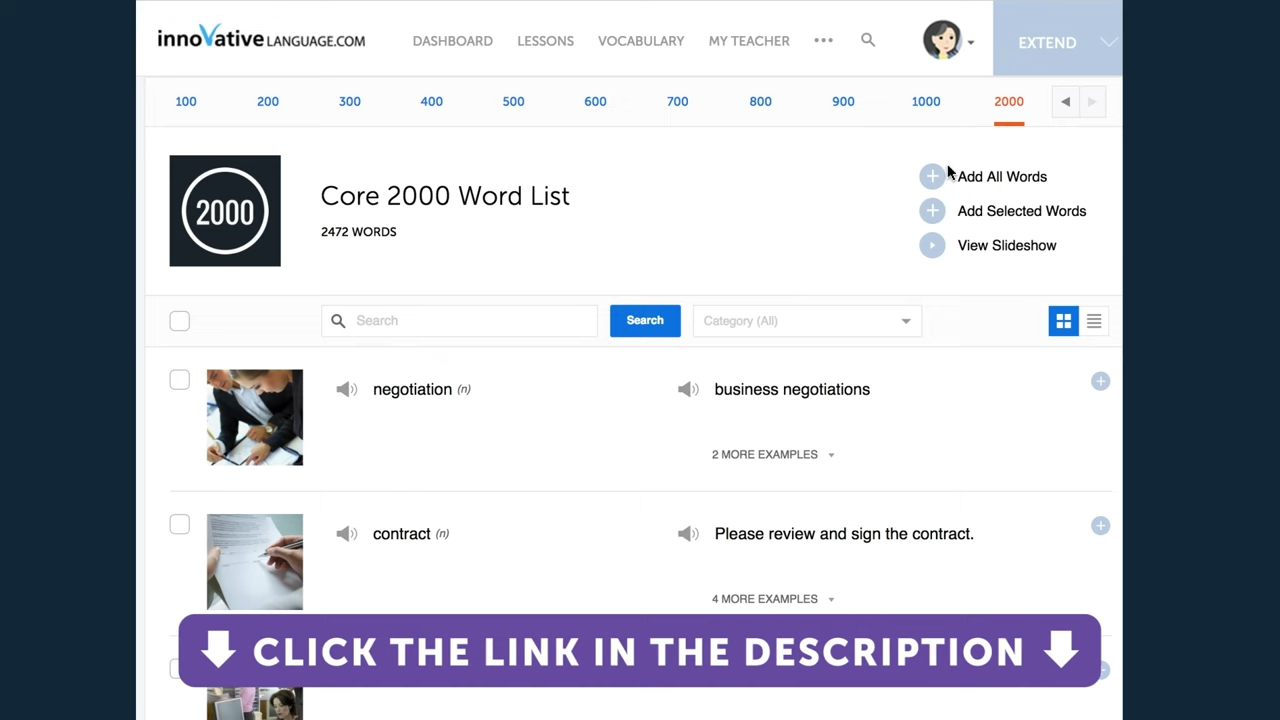 innoVative LANGUAGE.COM
DASHBOARD LESSONS VOCABULARY MY TEACHER
EXTEND
100 200 300 400 500 600 700 800 900 1000 2000
2000
Core 2000 Word List
2472 WORDS
Add All Words
Add Selected Words
View Slideshow
Search
Search
Category (All)
negotiation (n)
business negotiations
2 MORE EXAMPLES
contract (n)
Please review and sign the contract.
4 MORE EXAMPLES
CLICK THE LINK IN THE DESCRIPTION